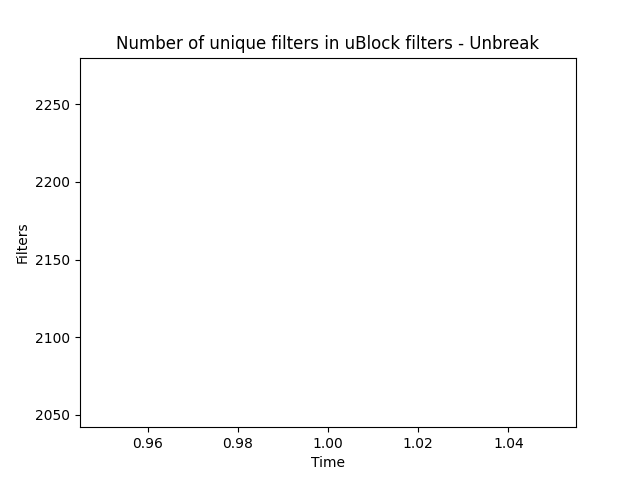 Number of unique filters in uBlock filters - Unbreak
Filters
2250
2200
2150
2100
2050
0.96 0.98 1.00 1.02 1.04
Time